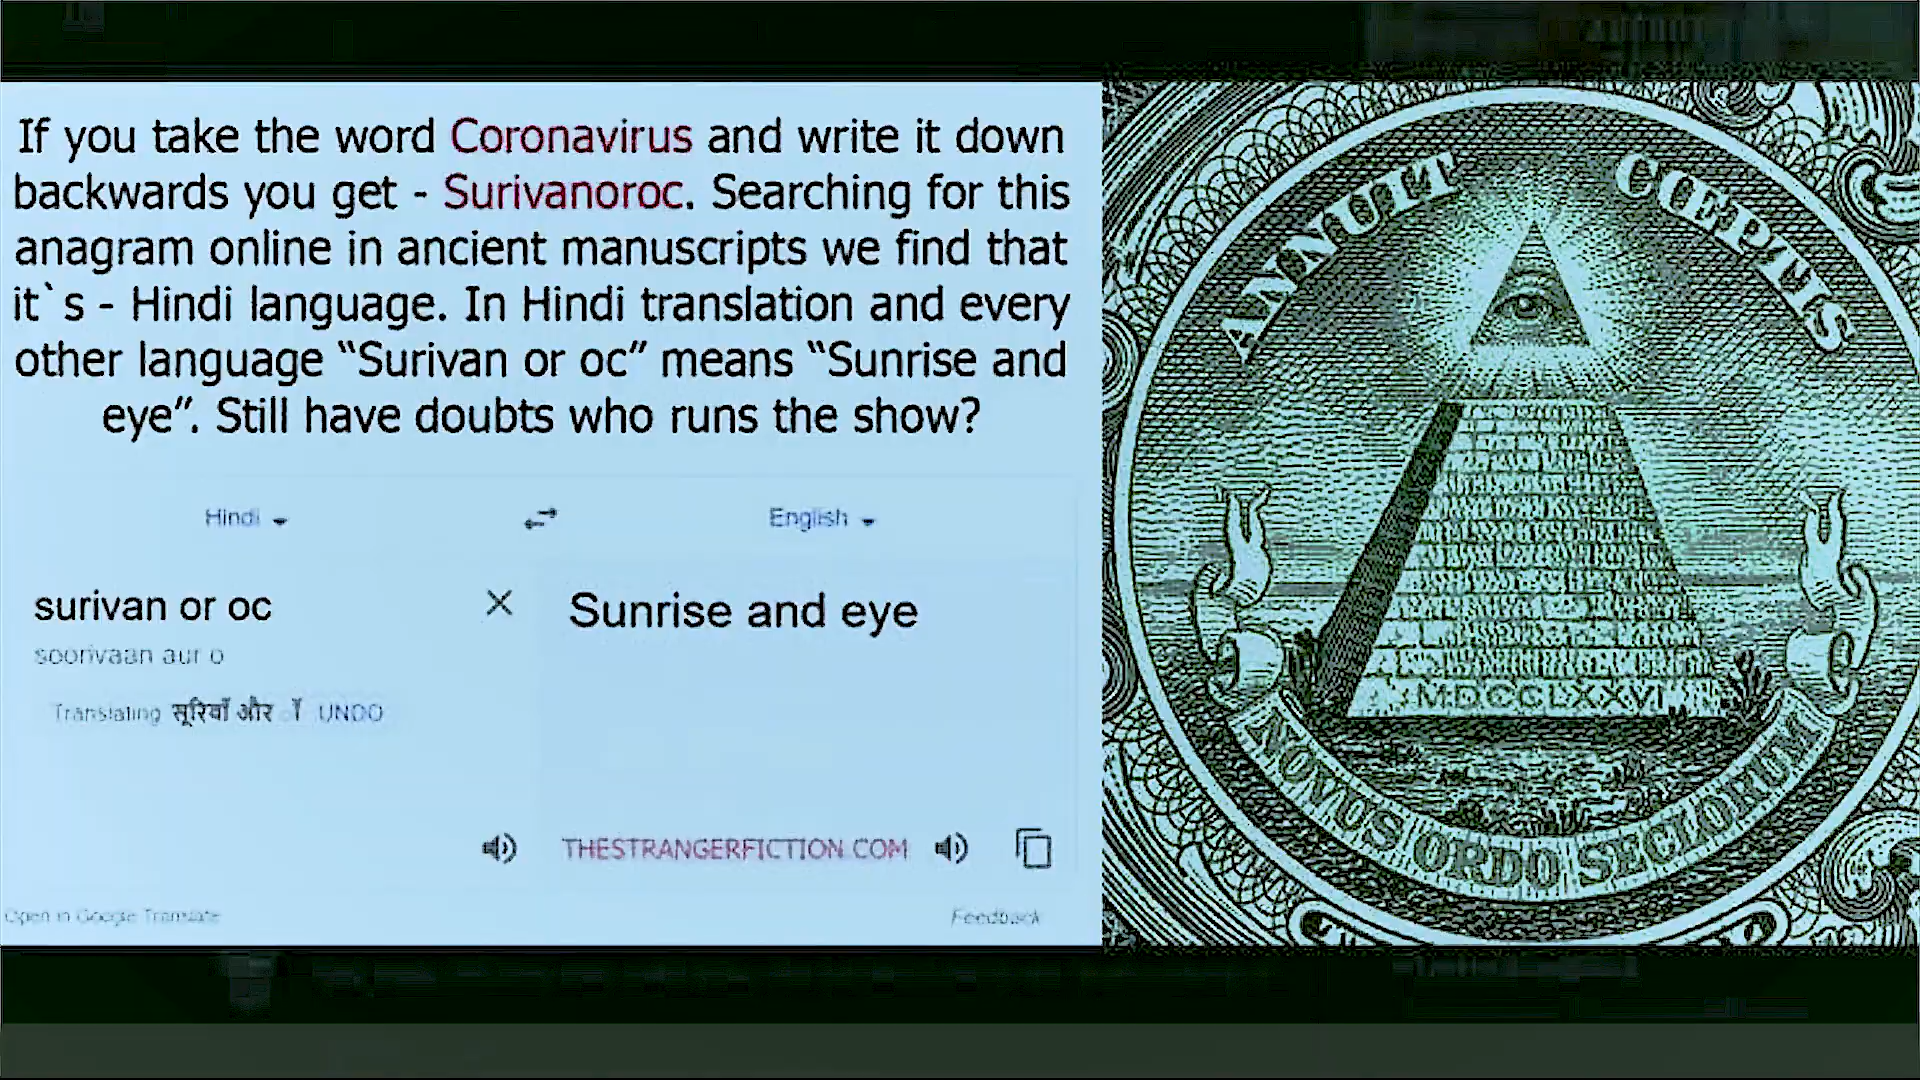 If you take the word Coronavirus and write it down
backwards you get - Surivanoroc. Searching for this
anagram online in ancient manuscripts we find that
it`s - Hindi language. In Hindi translation and every
other language “Surivan or oc” means “Sunrise and
eye”. Still have doubts who runs the show?
Hindi
English
surivan or oc
Sunrise and eye
soorivaan aur o
Translating सूरिवाँ और ॉ UNDO
THESTRANGERFICTION.COM
Open in Google Translate
Feedback
ANNUIT CŒPTIS
MDCCLXXVI
NOVUS ORDO SECLORUM